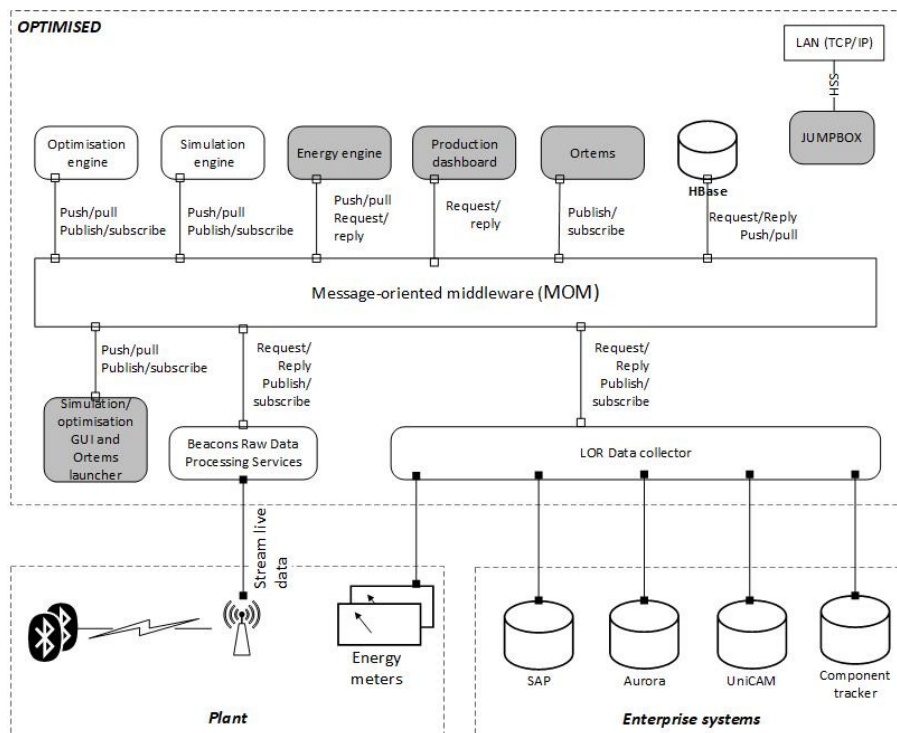 OPTIMISED
LAN (TCP/IP)
HSS
JUMPBOX
Optimisation
engine
Simulation
engine
Energy engine
Production
dashboard
Ortems
HBase
Push/pull
Publish/subscribe
Push/pull
Publish/subscribe
Push/pull
Request/
reply
Request/
reply
Publish/
subscribe
Request/Reply
Push/pull
Message-oriented middleware (MOM)
Push/pull
Publish/subscribe
Request/
Reply
Publish/
subscribe
Request/
Reply
Publish/
subscribe
Simulation/
optimisation
GUI and
Ortems
launcher
Beacons Raw Data
Processing Services
LOR Data collector
Stream live
data
Energy
meters
Plant
SAP
Aurora
UniCAM
Component
tracker
Enterprise systems